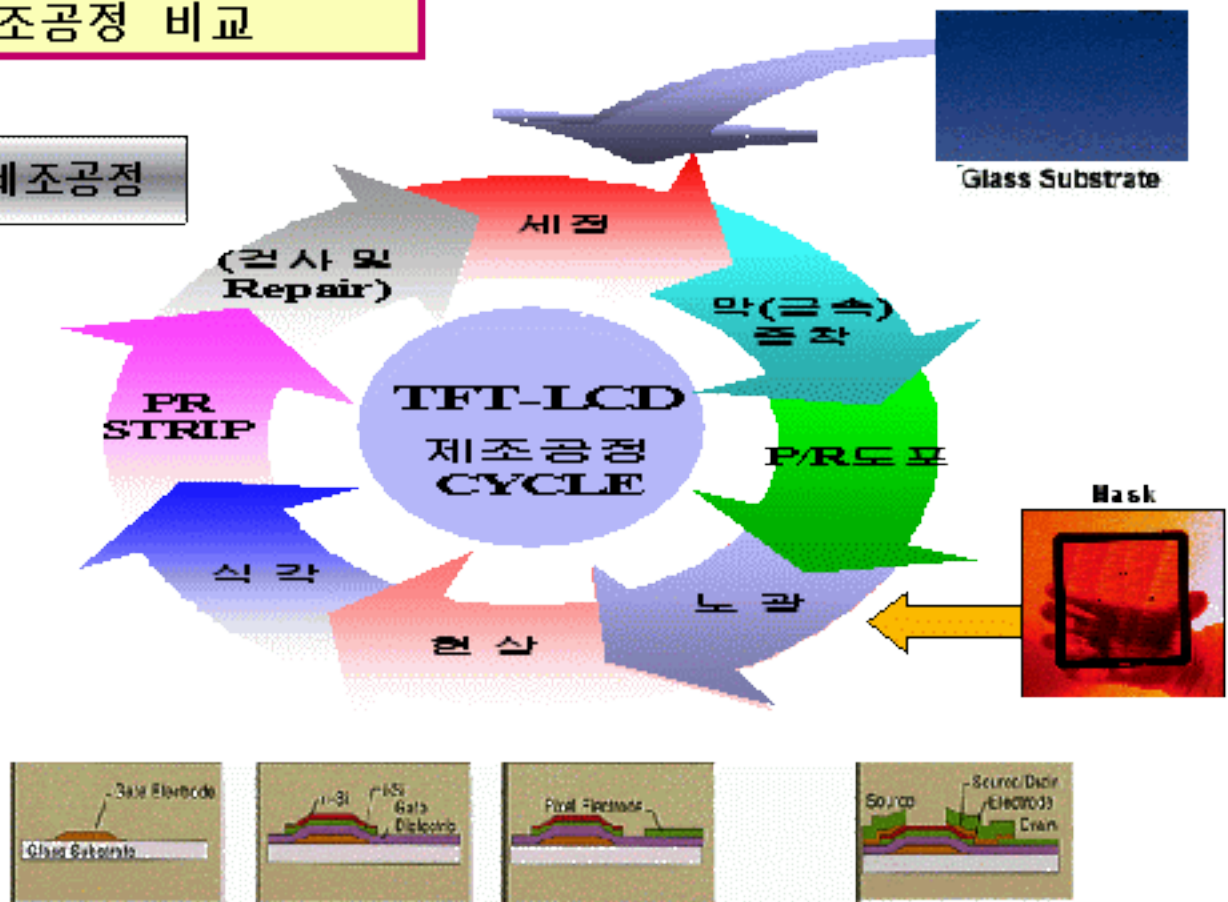 조공정 비교
제조공정
Glass Substrate
세정
(검사 및
Repair)
막(금속)
증착
PR
STRIP
TFT-LCD
제조공정
CYCLE
P/R도포
Mask
식각
노광
현상
Gate Electrode
Glass Substrate
n-Si
i-Si
Gate
Dielectric
Pixel Electrode
Source
Source/Drain
Electrode
Drain